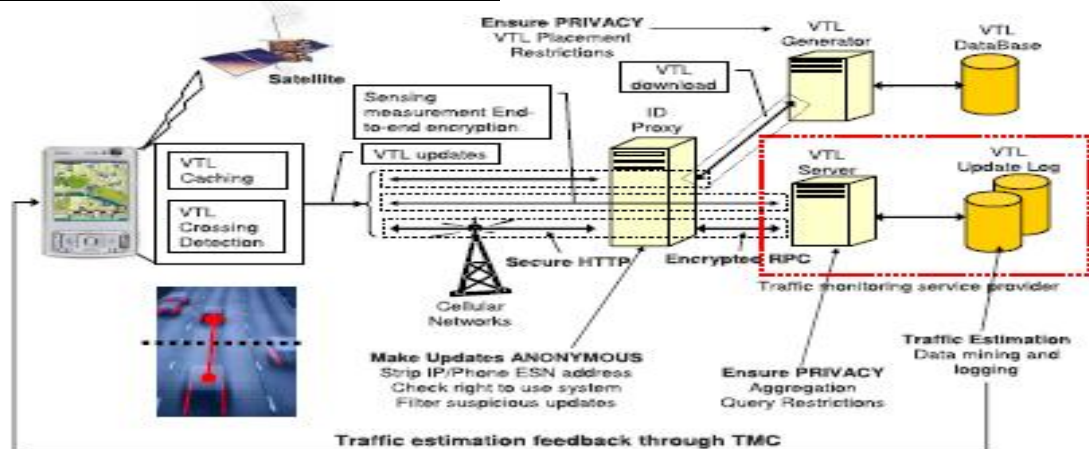 Ensure PRIVACY
VTL Placement
Restrictions
VTL
Generator
VTL
DataBase
Satellite
VTL
download
Sensing
measurement End-
to-end encryption
ID
Proxy
VTL updates
VTL
Caching
VTL
Crossing
Detection
VTL
Server
VTL
Update Log
Secure HTTP
Encrypted RPC
Cellular
Networks
Traffic monitoring service provider
Make Updates ANONYMOUS
Strip IP/Phone ESN address
Check right to use system
Filter suspicious updates
Ensure PRIVACY
Aggregation
Query Restrictions
Traffic Estimation
Data mining and
logging
Traffic estimation feedback through TMC